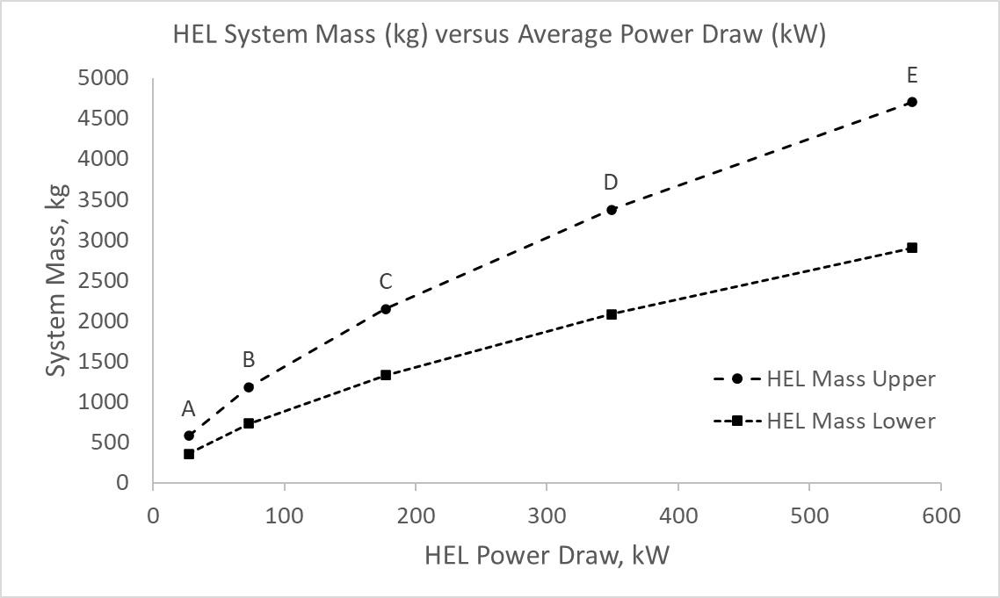 HEL System Mass (kg) versus Average Power Draw (kW)
5000
4500
4000
3500
3000
2500
2000
1500
1000
500
0
System Mass, kg
A
B
C
D
E
HEL Mass Upper
HEL Mass Lower
0 100 200 300 400 500 600
HEL Power Draw, kW